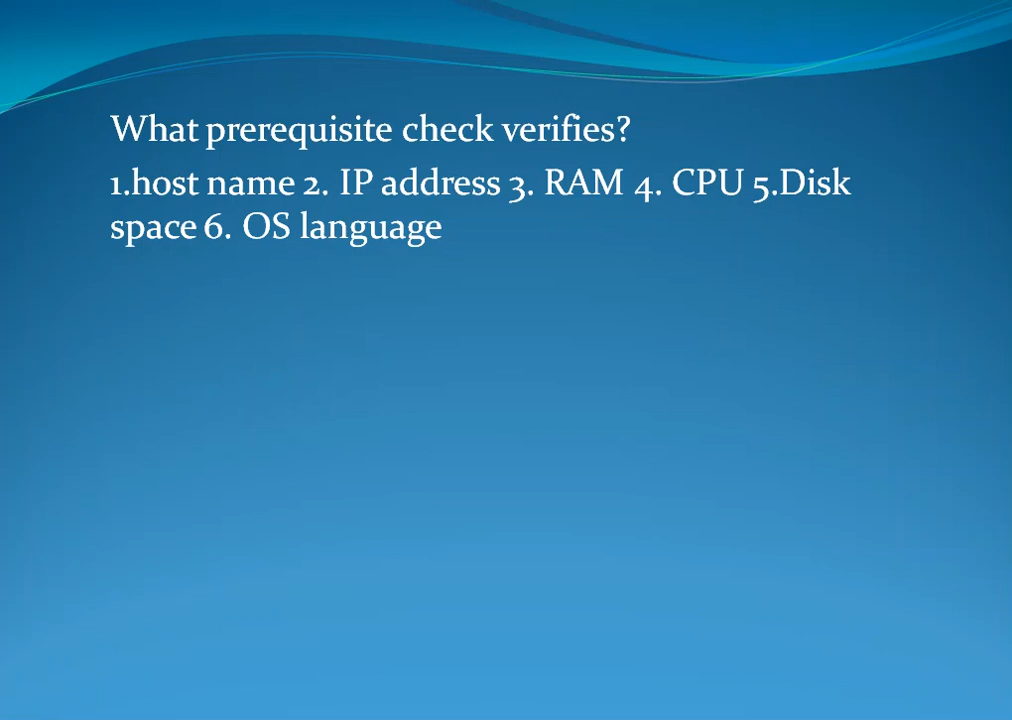 What prerequisite check verifies?
1.host name 2. IP address 3. RAM 4. CPU 5.Disk
space 6. OS language